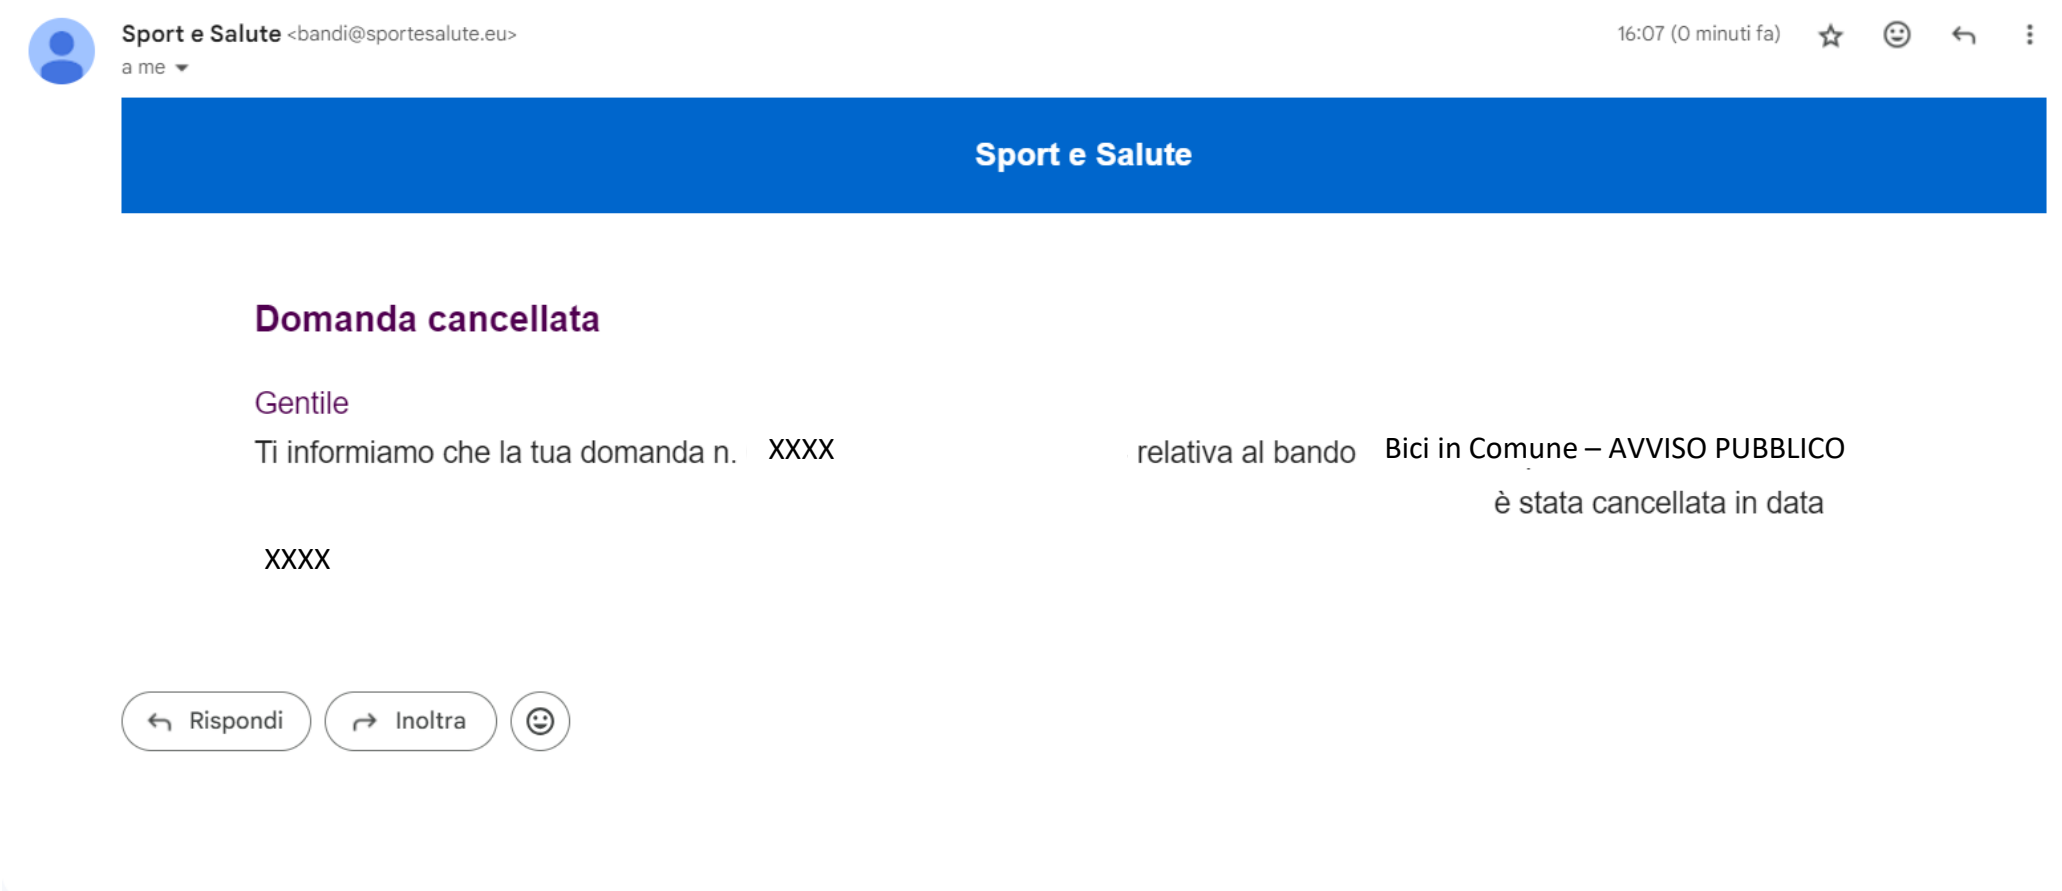 Sport e Salute <bandi@sportesalute.eu>
16:07 (0 minuti fa)
a me
Sport e Salute
Domanda cancellata
Gentile
Ti informiamo che la tua domanda n. XXXX relativa al bando Bici in Comune – AVVISO PUBBLICO
è stata cancellata in data
XXXX
Rispondi
Inoltra